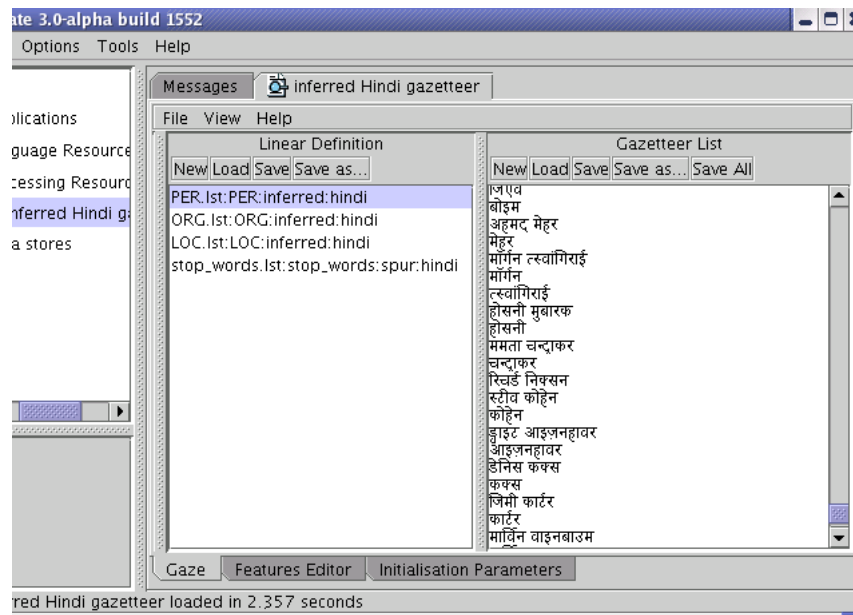 ate 3.0-alpha build 1552
Options Tools Help
Messages inferred Hindi gazetteer
plications
guage Resource
cessing Resourc
nferred Hindi ga
a stores
File View Help
Linear Definition
New Load Save Save as...
PER.lst:PER:inferred:hindi
ORG.lst:ORG:inferred:hindi
LOC.lst:LOC:inferred:hindi
stop_words.lst:stop_words:spur:hindi
Gazetteer List
New Load Save Save as... Save All
बोइम
अहमद मेहर
मेहर
मॉर्गन त्स्वांगिराई
मॉर्गन
त्स्वांगिराई
होसनी मुबारक
होसनी
ममता चन्द्राकर
चन्द्राकर
रिचर्ड निक्सन
स्टीव कोहेन
कोहेन
ड्वाइट आइज़नहावर
आइज़नहावर
डेनिस कक्स
कक्स
जिमी कार्टर
कार्टर
मार्विन वाइनबाउम
Gaze Features Editor Initialisation Parameters
rred Hindi gazetteer loaded in 2.357 seconds